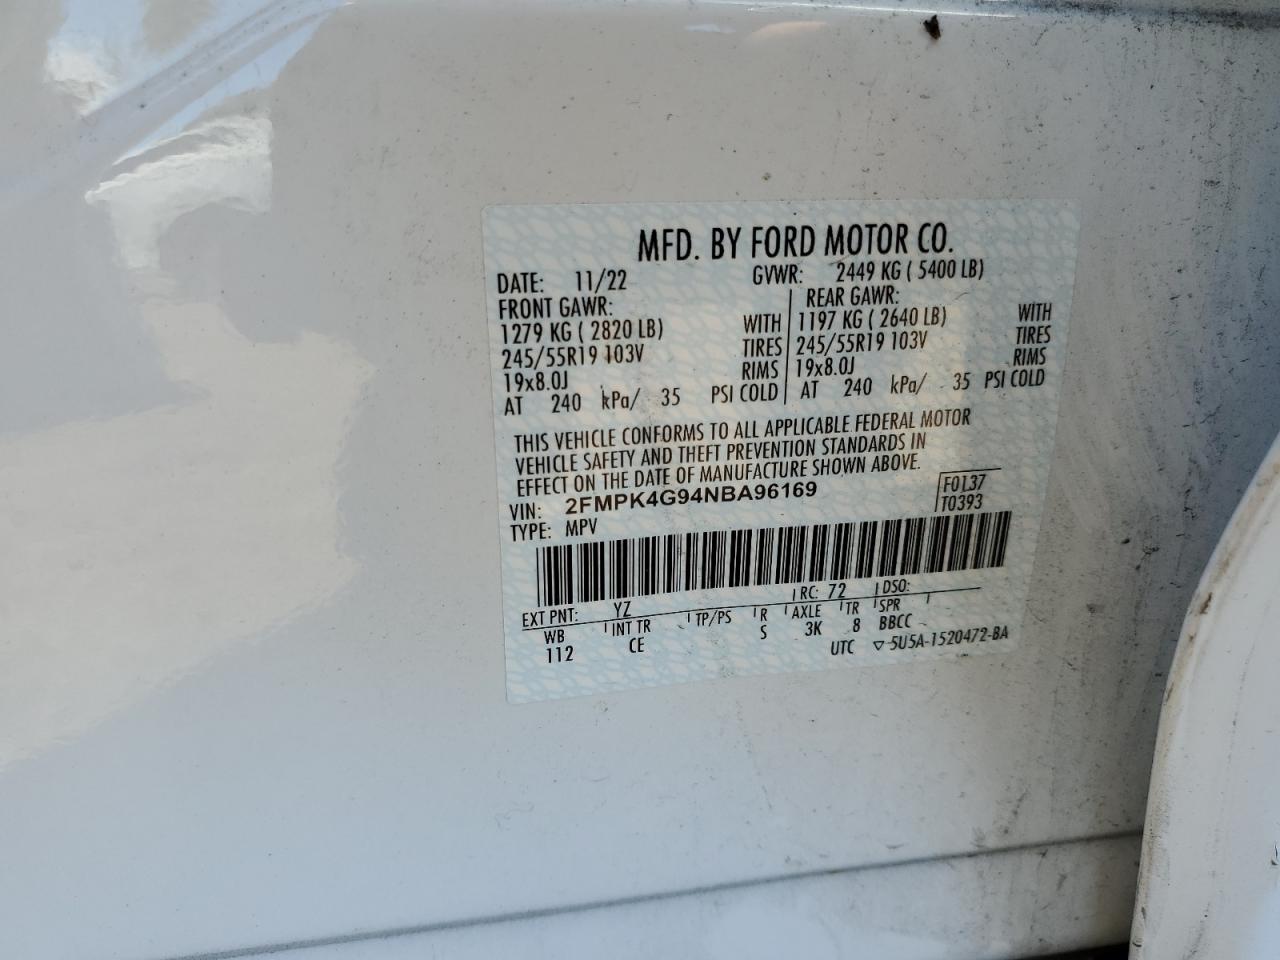 MFD. BY FORD MOTOR CO.
DATE: 11/22 GVWR: 2449 KG ( 5400 LB)
FRONT GAWR: REAR GAWR:
1279 KG ( 2820 LB) WITH 1197 KG ( 2640 LB) WITH
245/55R19 103V TIRES 245/55R19 103V TIRES
19x8.0J RIMS 19x8.0J RIMS
AT 240 kPa/ 35 PSI COLD AT 240 kPa/ 35 PSI COLD
THIS VEHICLE CONFORMS TO ALL APPLICABLE FEDERAL MOTOR
VEHICLE SAFETY AND THEFT PREVENTION STANDARDS IN
EFFECT ON THE DATE OF MANUFACTURE SHOWN ABOVE.
VIN: 2FMPK4G94NBA96169 F0137
TYPE: MPV T0393
EXT PNT: YZ RC: 72 DSO:
WB INT TR TP/PS R AXLE TR SPR
112 CE S 3K 8 BBCC
UTC ▽ 5U5A-1520472-BA